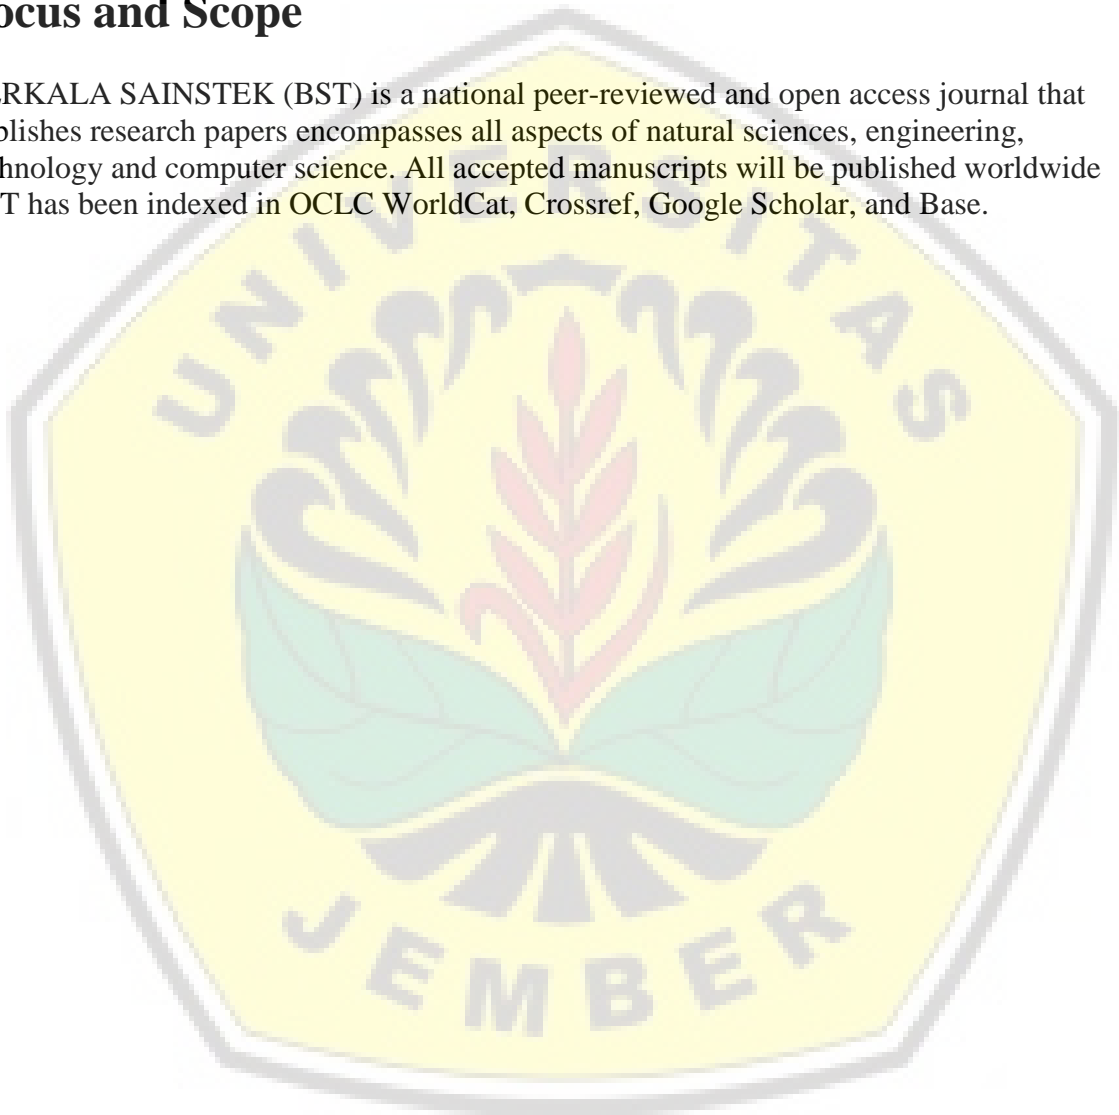 ocus and Scope
ERKALA SAINSTEK (BST) is a national peer-reviewed and open access journal that
blishes research papers encompasses all aspects of natural sciences, engineering,
hnology and computer science. All accepted manuscripts will be published worldwide
T has been indexed in OCLC WorldCat, Crossref, Google Scholar, and Base.
UNIVERSITAS
JEMBER